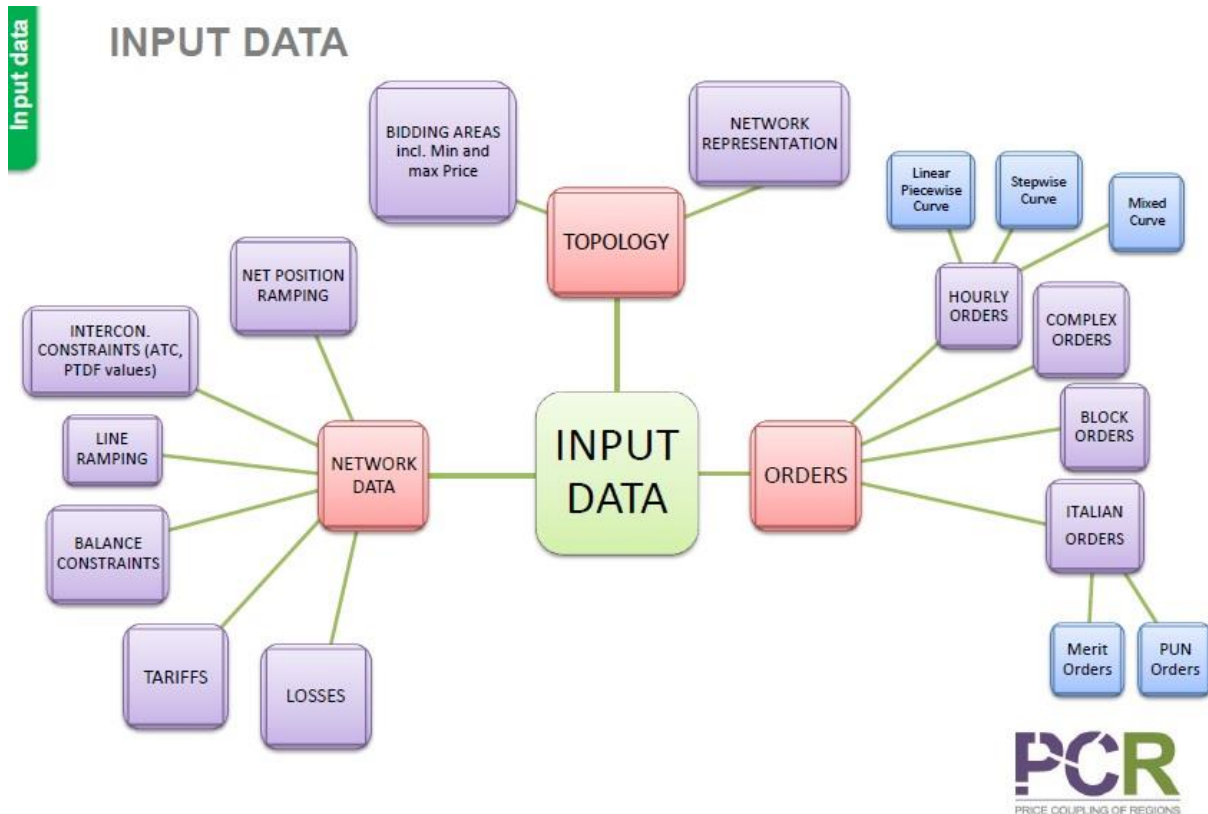 Input data
INPUT DATA
BIDDING AREAS
incl. Min and
max Price
NETWORK
REPRESENTATION
TOPOLOGY
Linear
Piecewise
Curve
Stepwise
Curve
Mixed
Curve
HOURLY
ORDERS
COMPLEX
ORDERS
BLOCK
ORDERS
ITALIAN
ORDERS
Merit
Orders
PUN
Orders
ORDERS
INPUT
DATA
NETWORK
DATA
NET POSITION
RAMPING
INTERCON.
CONSTRAINTS (ATC,
PTDF values)
LINE
RAMPING
BALANCE
CONSTRAINTS
TARIFFS
LOSSES
PCR
PRICE COUPLING OF REGIONS